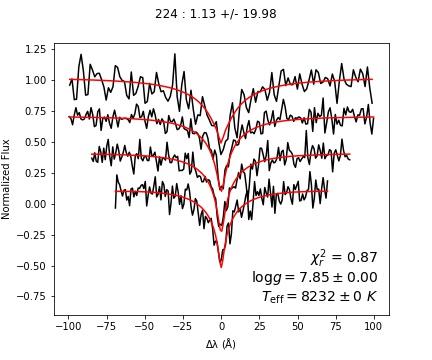 224 : 1.13 +/- 19.98
Normalized Flux
1.25
1.00
0.75
0.50
0.25
0.00
−0.25
−0.50
−0.75
χ²ᵣ = 0.87
logg = 7.85 ± 0.00
Teff = 8232 ± 0 K
−100 −75 −50 −25 0 25 50 75 100
Δλ (Å)